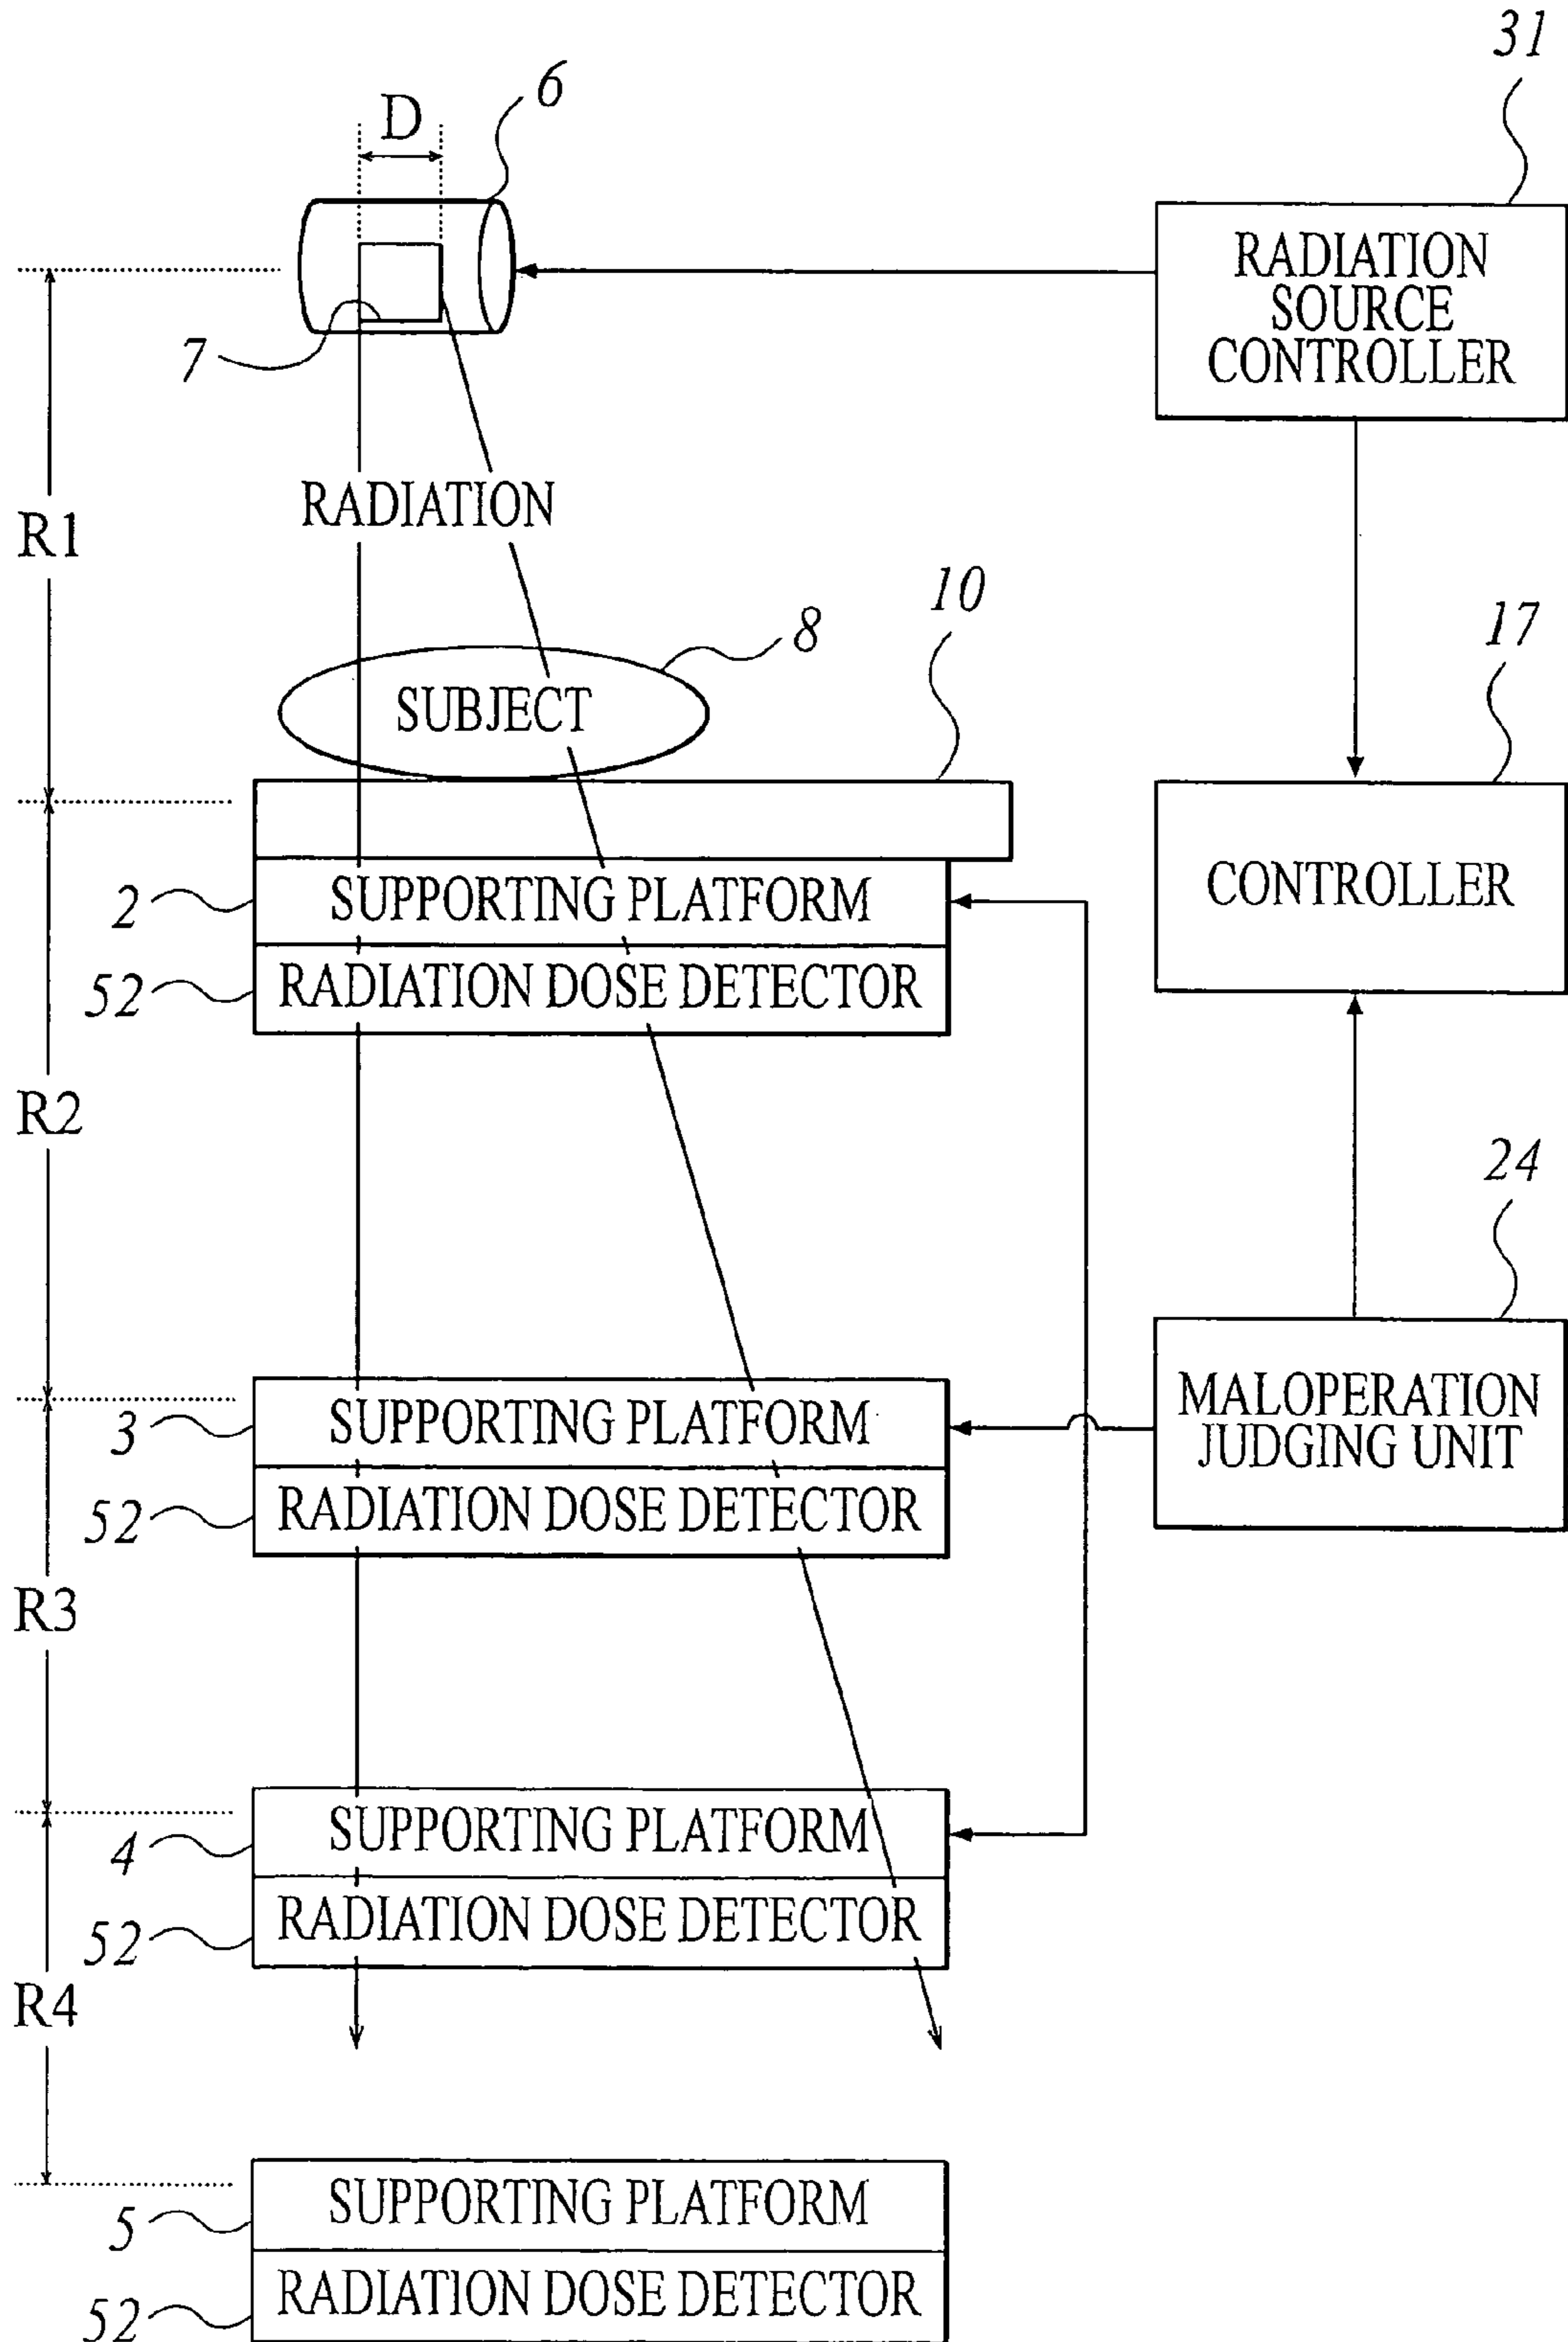 31
6
D
RADIATION
SOURCE
CONTROLLER
7
RADIATION
R1
10
8
17
SUBJECT
CONTROLLER
2
SUPPORTING PLATFORM
52
RADIATION DOSE DETECTOR
R2
24
MALOPERATION
JUDGING UNIT
3
SUPPORTING PLATFORM
52
RADIATION DOSE DETECTOR
R3
4
SUPPORTING PLATFORM
52
RADIATION DOSE DETECTOR
R4
5
SUPPORTING PLATFORM
52
RADIATION DOSE DETECTOR